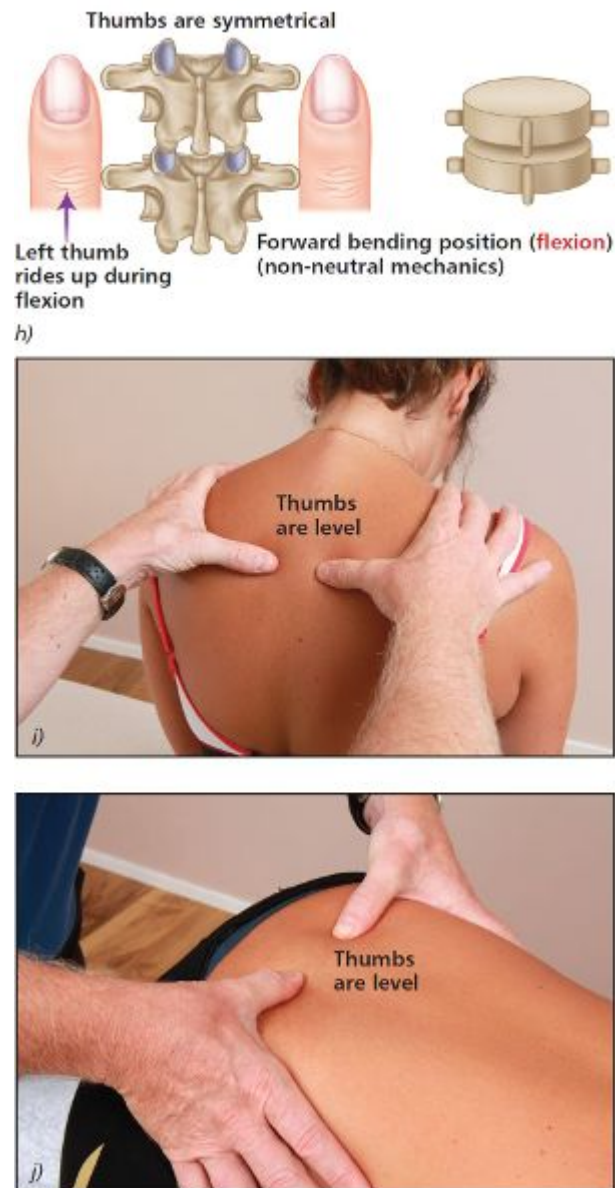 Thumbs are symmetrical
Left thumb
rides up during
flexion
Forward bending position (flexion)
(non-neutral mechanics)
h)
Thumbs
are level
i)
Thumbs
are level
j)